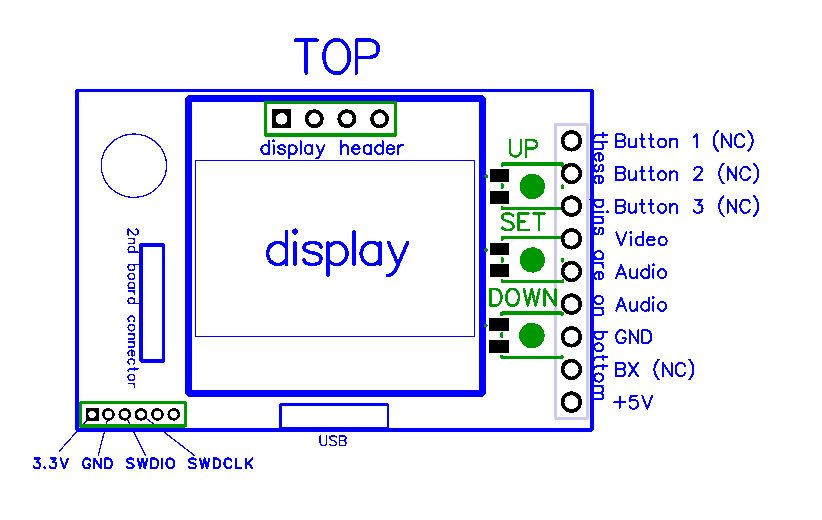 TOP
display header
display
UP
SET
DOWN
2nd board connector
these pins are on bottom
Button 1 (NC)
Button 2 (NC)
Button 3 (NC)
Video
Audio
Audio
GND
BX (NC)
+5V
USB
3.3V GND SWDIO SWDCLK